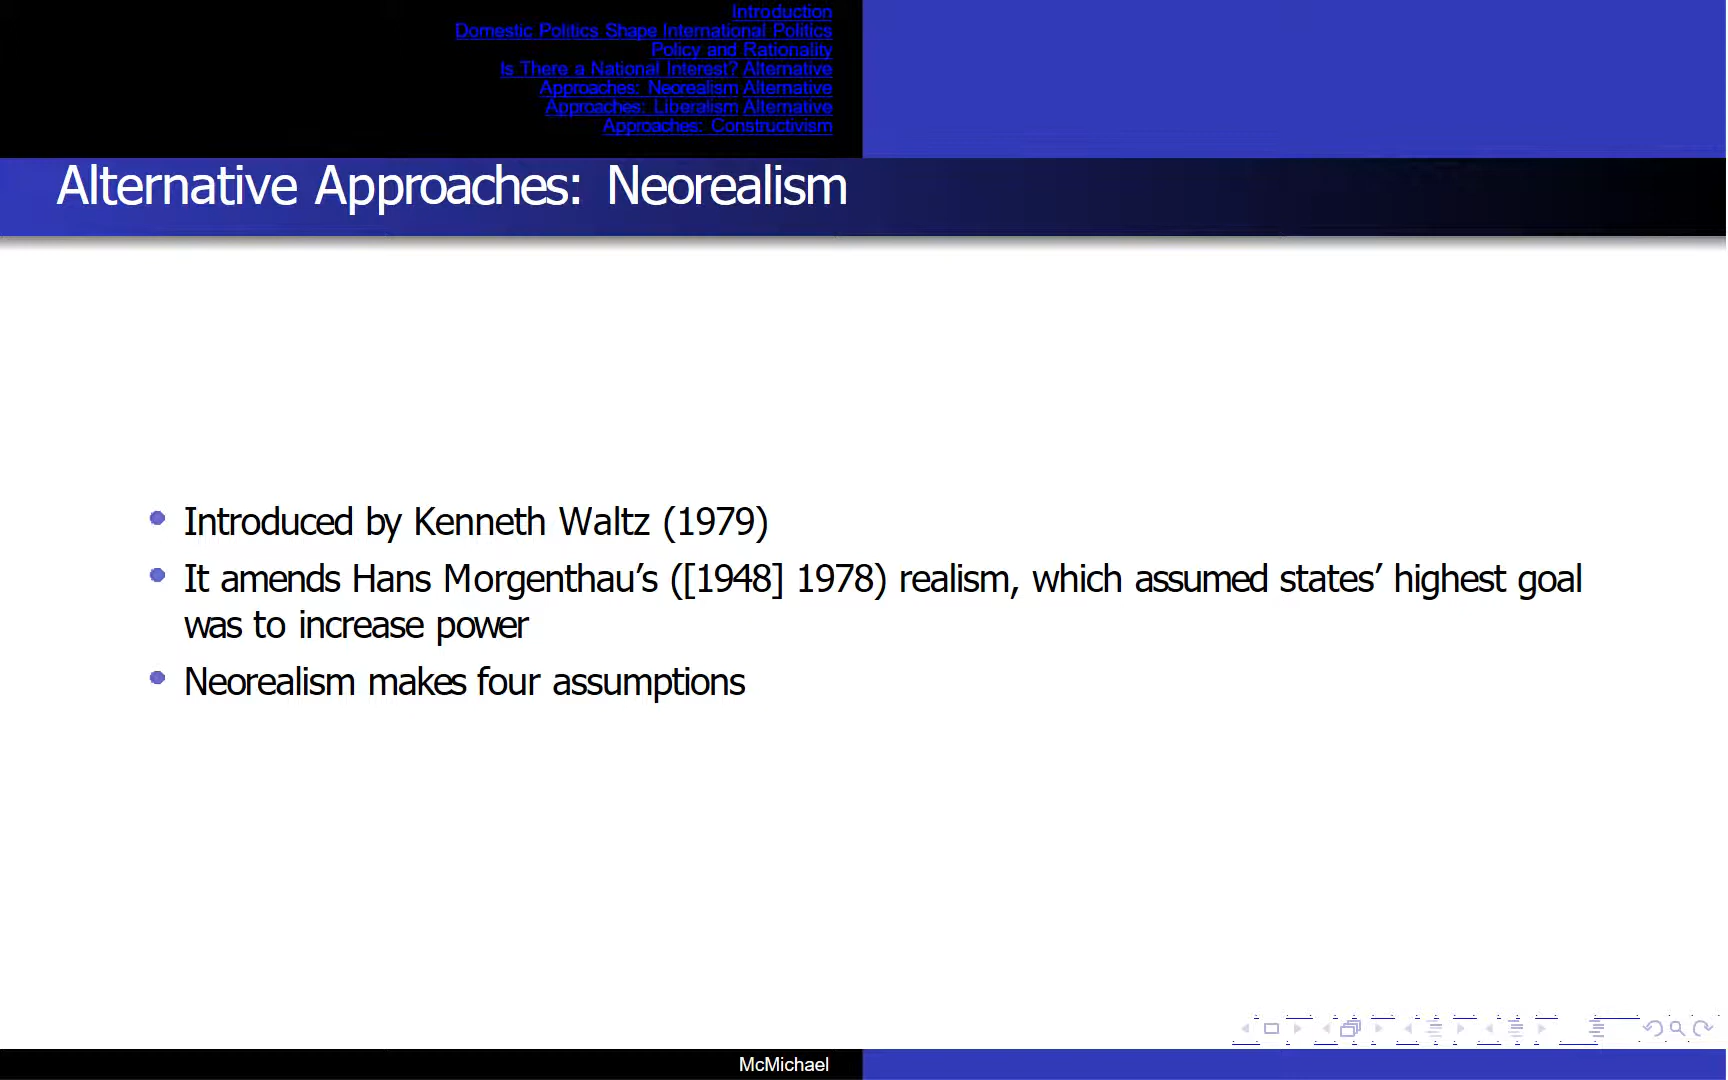 Introduction
Domestic Politics Shape International Politics
Policy and Rationality
Is There a National Interest? Alternative
Approaches: Neorealism Alternative
Approaches: Liberalism Alternative
Approaches: Constructivism
Alternative Approaches: Neorealism
Introduced by Kenneth Waltz (1979)
It amends Hans Morgenthau’s ([1948] 1978) realism, which assumed states’ highest goal
was to increase power
Neorealism makes four assumptions
McMichael